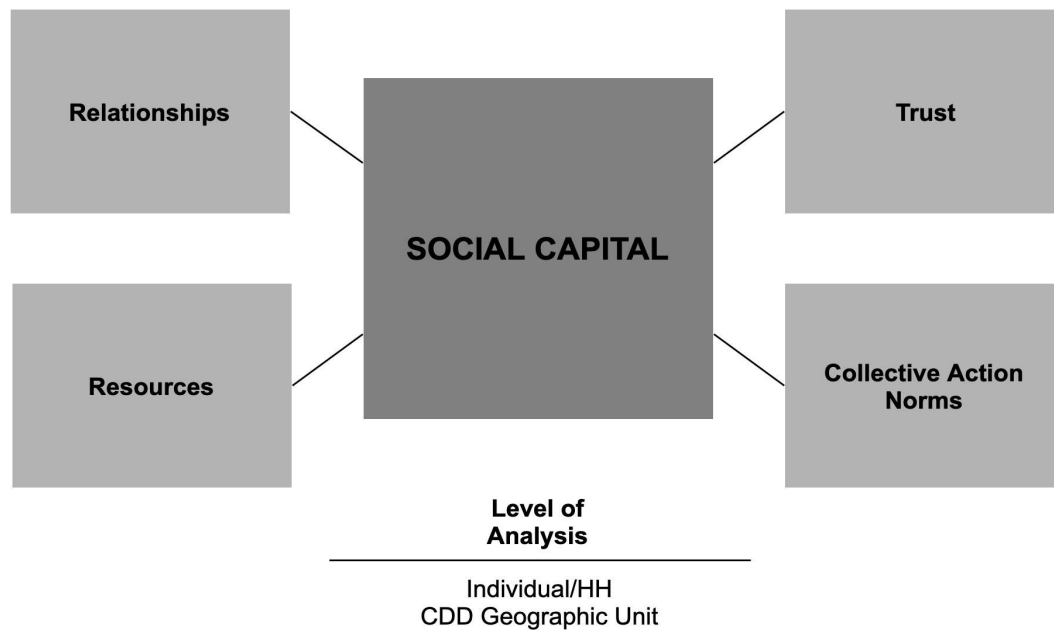 Relationships
Trust
SOCIAL CAPITAL
Resources
Collective Action
Norms
Level of
Analysis
Individual/HH
CDD Geographic Unit